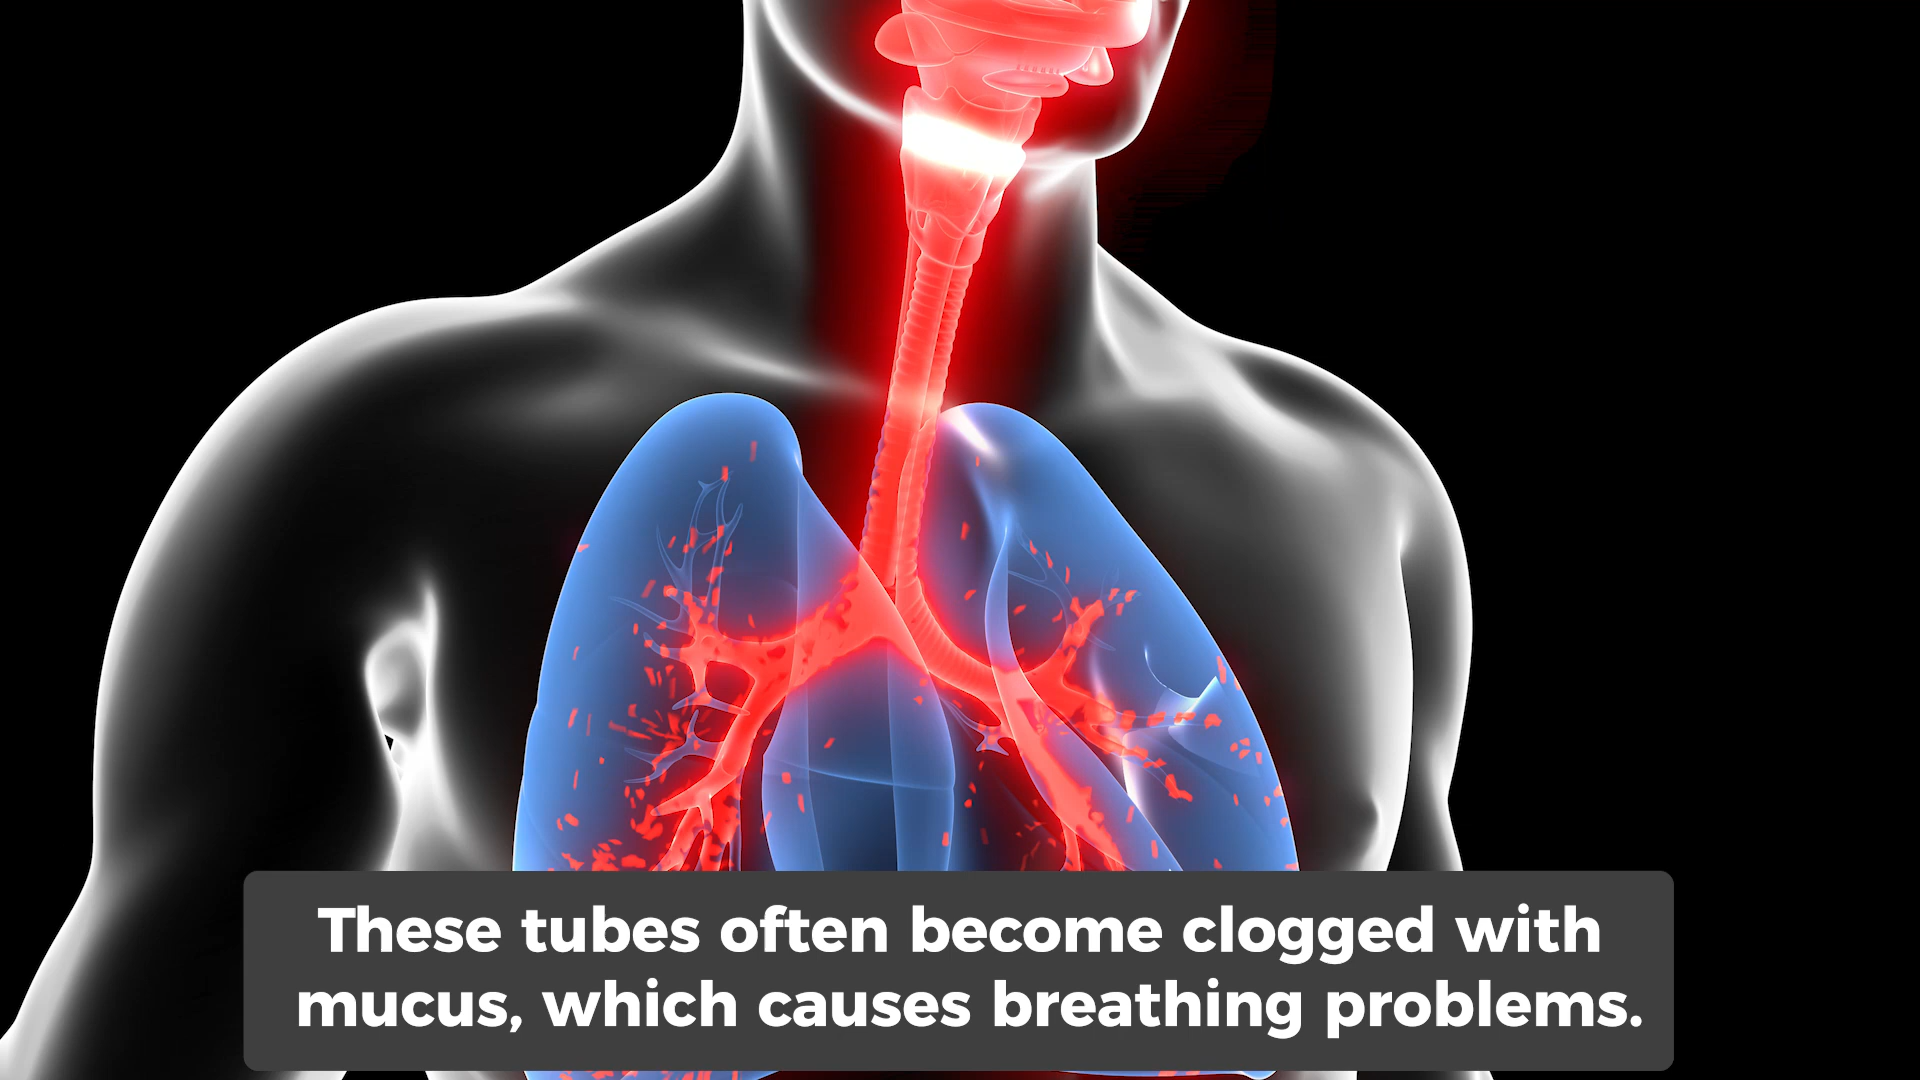 These tubes often become clogged with
mucus, which causes breathing problems.